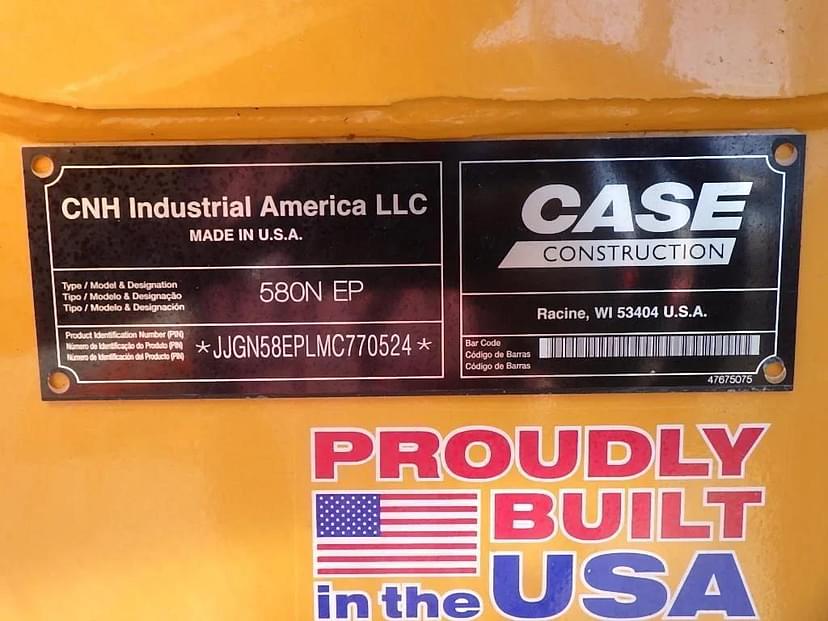 CNH Industrial America LLC
MADE IN U.S.A.
Type / Model & Designation
Tipo / Modelo & Designação
Tipo / Modelo & Designación
580N EP
Product Identification Number (PIN)
Número de Identificação do Produto (PIN)
Número de Identificación del Producto (PIN)
*JJGN58EPLMC770524*
CASE
CONSTRUCTION
Racine, WI 53404 U.S.A.
Bar Code
Código de Barras
Código de Barras
47675075
PROUDLY
BUILT
in the USA